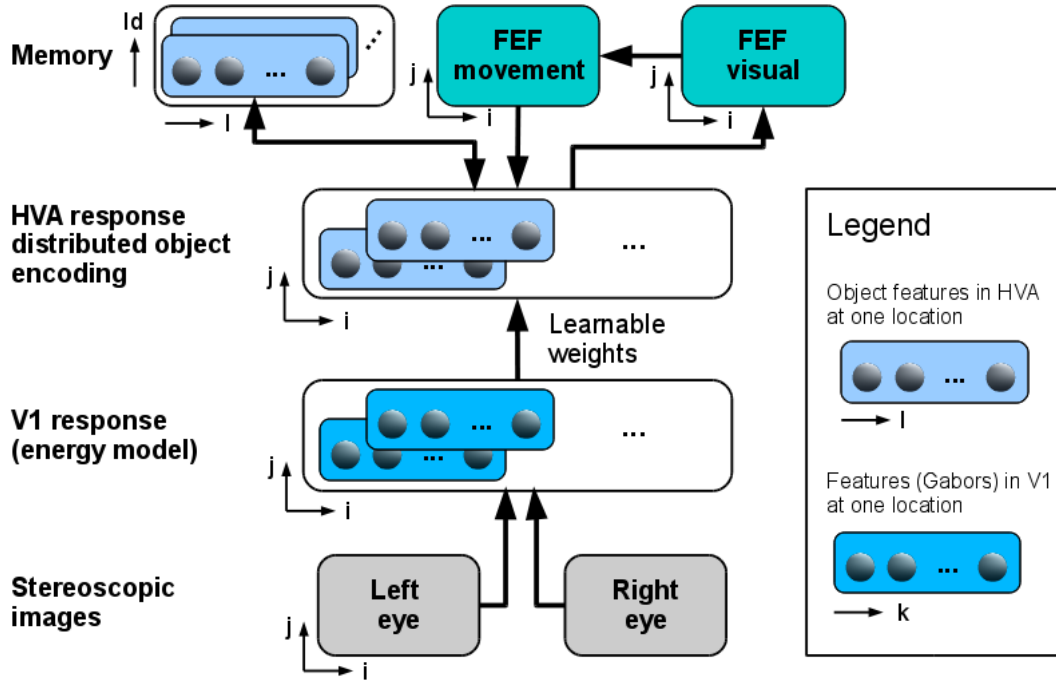 Id
Memory
...
...
l
FEF
movement
j
i
FEF
visual
j
i
HVA response
distributed object
encoding
...
...
...
j
i
Learnable
weights
V1 response
(energy model)
...
...
...
j
i
Stereoscopic
images
Left
eye
Right
eye
j
i
Legend
Object features in HVA
at one location
...
l
Features (Gabors) in V1
at one location
...
k